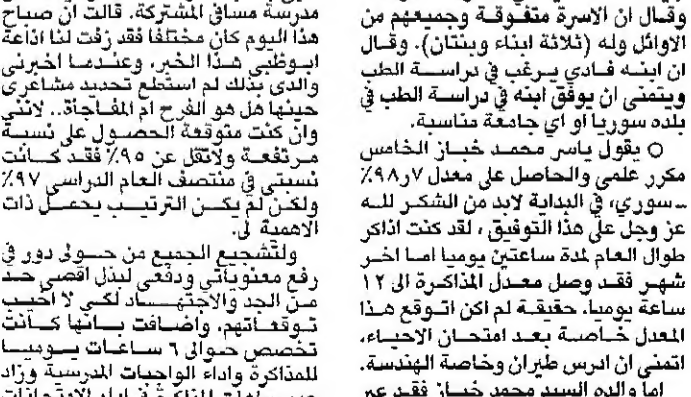 وقال ان الاسرة متفوقة وجميعهم من
الاوائل وله (ثلاثة ابناء وبنتان). وقال
ان ابنه فادي يرغب في دراسة الطب
ويتمنى ان يوفق ابنه في دراسة الطب في
بلده سوريا او اي جامعة مناسبة.
○ يقول ياسر محمد خباز الخامس
مكرر علمي والحاصل على معدل ٧ر٩٨٪
ـ سوري، في البداية لابد من الشكر لله
عز وجل على هذا التوفيق، لقد كنت اذاكر
طوال العام لمدة ساعتين يوميا اما اخر
شهر فقد وصل معدل المذاكرة الى ١٢
ساعة يوميا. حقيقة لم اكن اتوقع هذا
المعدل خاصة بعد امتحان الاحياء،
اتمنى ان ادرس طيران وخاصة الهندسة.
اما والده السيد محمد خباز فقد عبر
مدرسة مسافي المشتركة. قالت ان صباح
هذا اليوم كان مختلفا فقد زفت لنا اذاعة
ابوظبي هذا الخبر، وعندما اخبرني
والدي بذلك لم استطع تحديد مشاعري
حينها هل هو الفرح ام المفاجأة.. لانني
وان كنت متوقعة الحصول على نسبة
مرتفعة ولاتقل عن ٩٥٪ فقد كانت
نسبتي في منتصف العام الدراسي ٩٧٪
ولكن لم يكن الترتيب يحمل ذات
الاهمية لي.
ولتشجيع الجميع من حولي دور في
رفع معنوياتي ودفعي لبذل اقصى حد
من الجد والاجتهاد لكي لا اخيب
توقعاتهم. واضافت بانها كانت
تخصص حوالى ٦ ساعات يوميا
للمذاكرة واداء الواجبات المدرسية وزاد